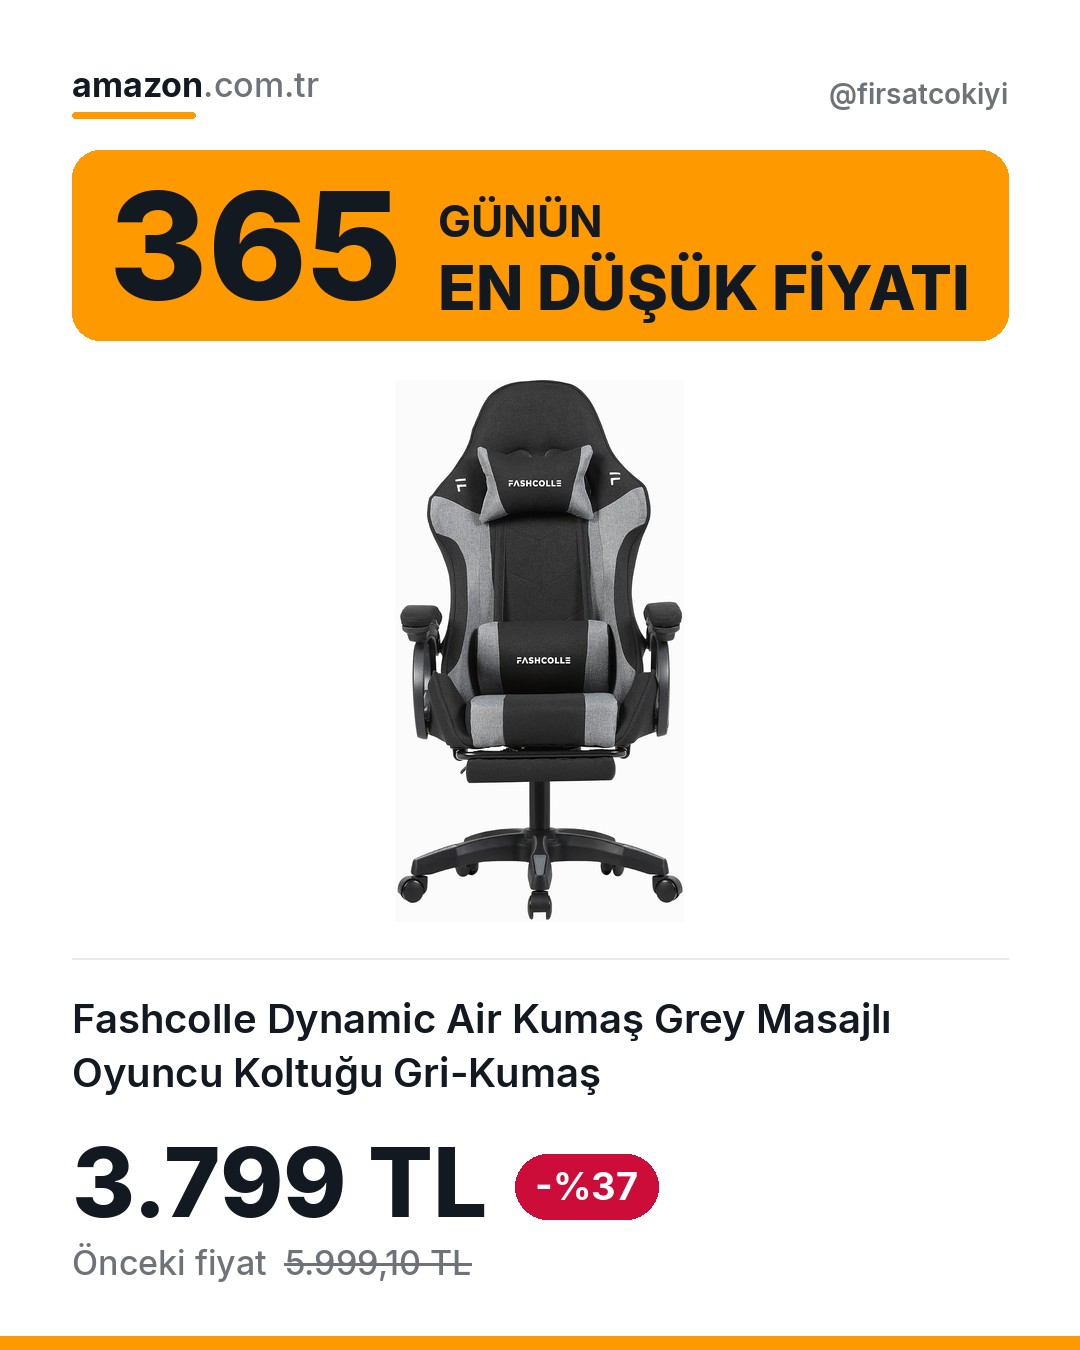 amazon.com.tr
@firsatcokiyi
365
GÜNÜN
EN DÜŞÜK FİYATI
FASHCOLLE
FASHCOLLE
Fashcolle Dynamic Air Kumaş Grey Masajlı
Oyuncu Koltuğu Gri-Kumaş
3.799 TL -%37
Önceki fiyat 5.999,10 TL